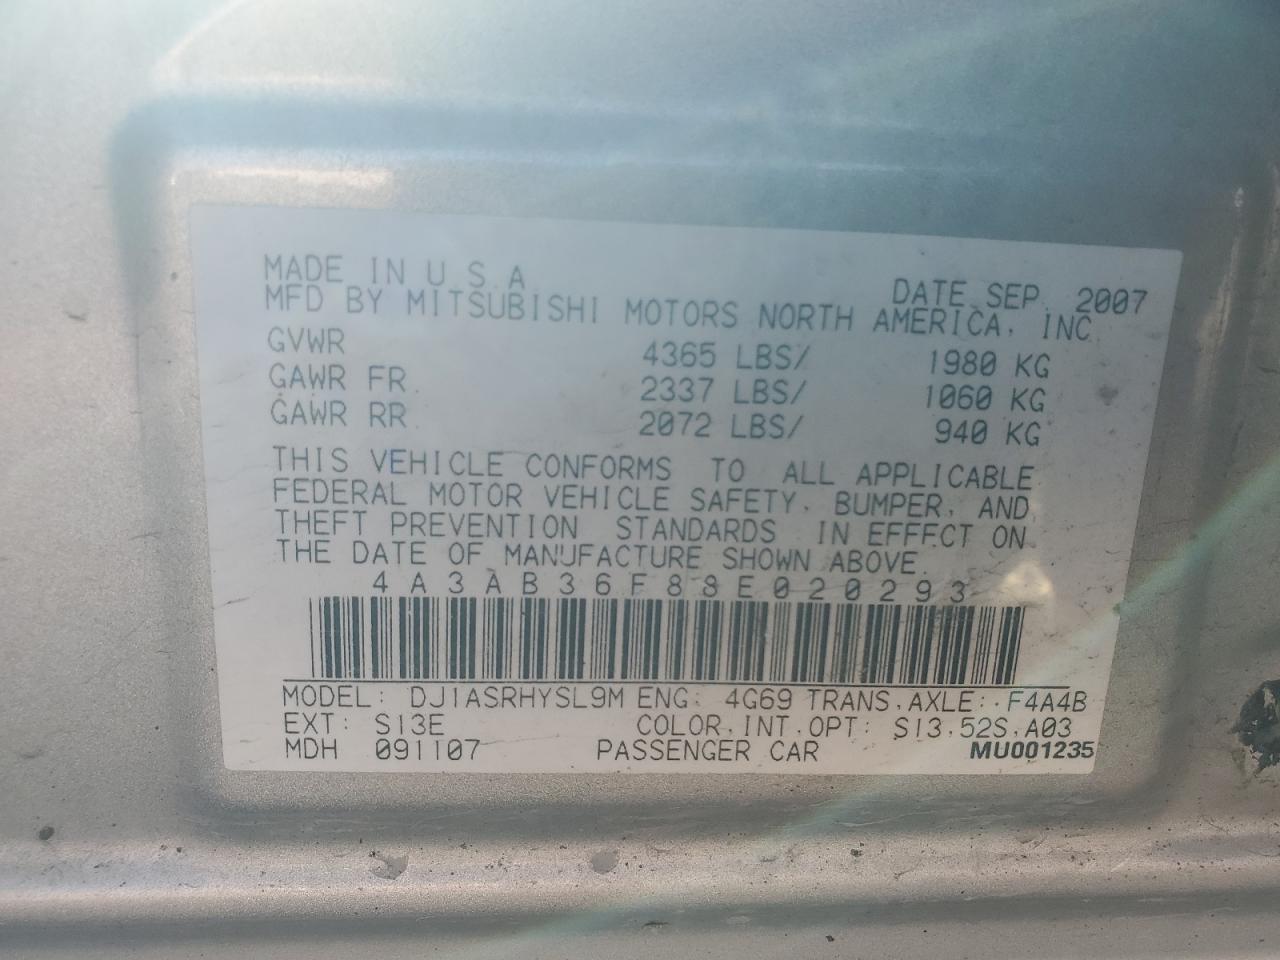 MADE IN U.S.A. DATE SEP. 2007
MFD BY MITSUBISHI MOTORS NORTH AMERICA, INC
GVWR 4365 LBS/ 1980 KG
GAWR FR. 2337 LBS/ 1060 KG
GAWR RR 2072 LBS/ 940 KG
THIS VEHICLE CONFORMS TO ALL APPLICABLE
FEDERAL MOTOR VEHICLE SAFETY, BUMPER, AND
THEFT PREVENTION STANDARDS IN EFFECT ON
THE DATE OF MANUFACTURE SHOWN ABOVE.
4A3AB36F88E020293
MODEL: DJ1ASRHYSL9M ENG: 4G69 TRANS.AXLE: F4A4B
EXT: S13E COLOR,INT.OPT: S13,52S,A03
MDH 091107 PASSENGER CAR MU001235